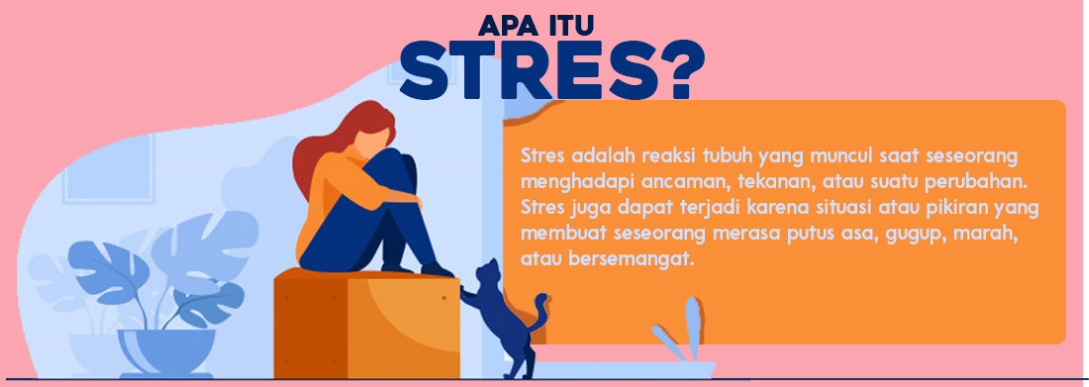 APA ITU
STRES?
Stres adalah reaksi tubuh yang muncul saat seseorang
menghadapi ancaman, tekanan, atau suatu perubahan.
Stres juga dapat terjadi karena situasi atau pikiran yang
membuat seseorang merasa putus asa, gugup, marah,
atau bersemangat.